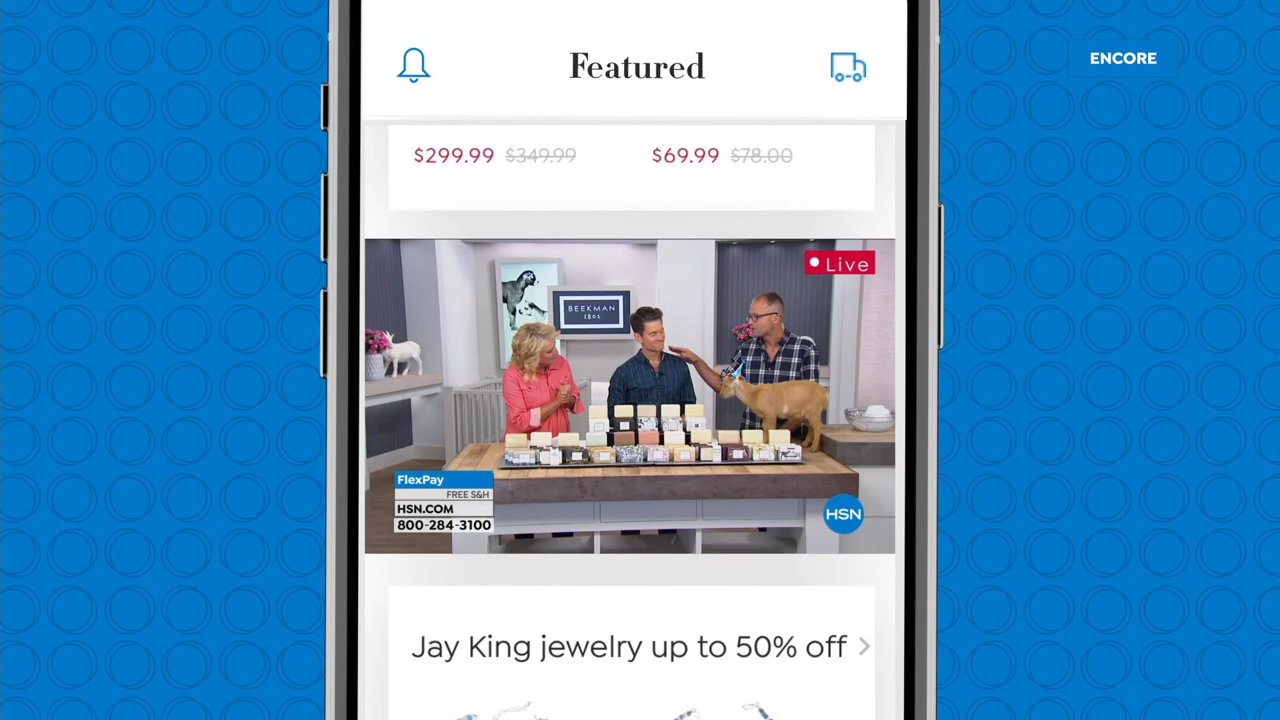 Featured
ENCORE
$299.99 $349.99 $69.99 $78.00
Live
BEEKMAN
1802
FlexPay
FREE S&H
HSN.COM
800-284-3100
HSN
Jay King jewelry up to 50% off